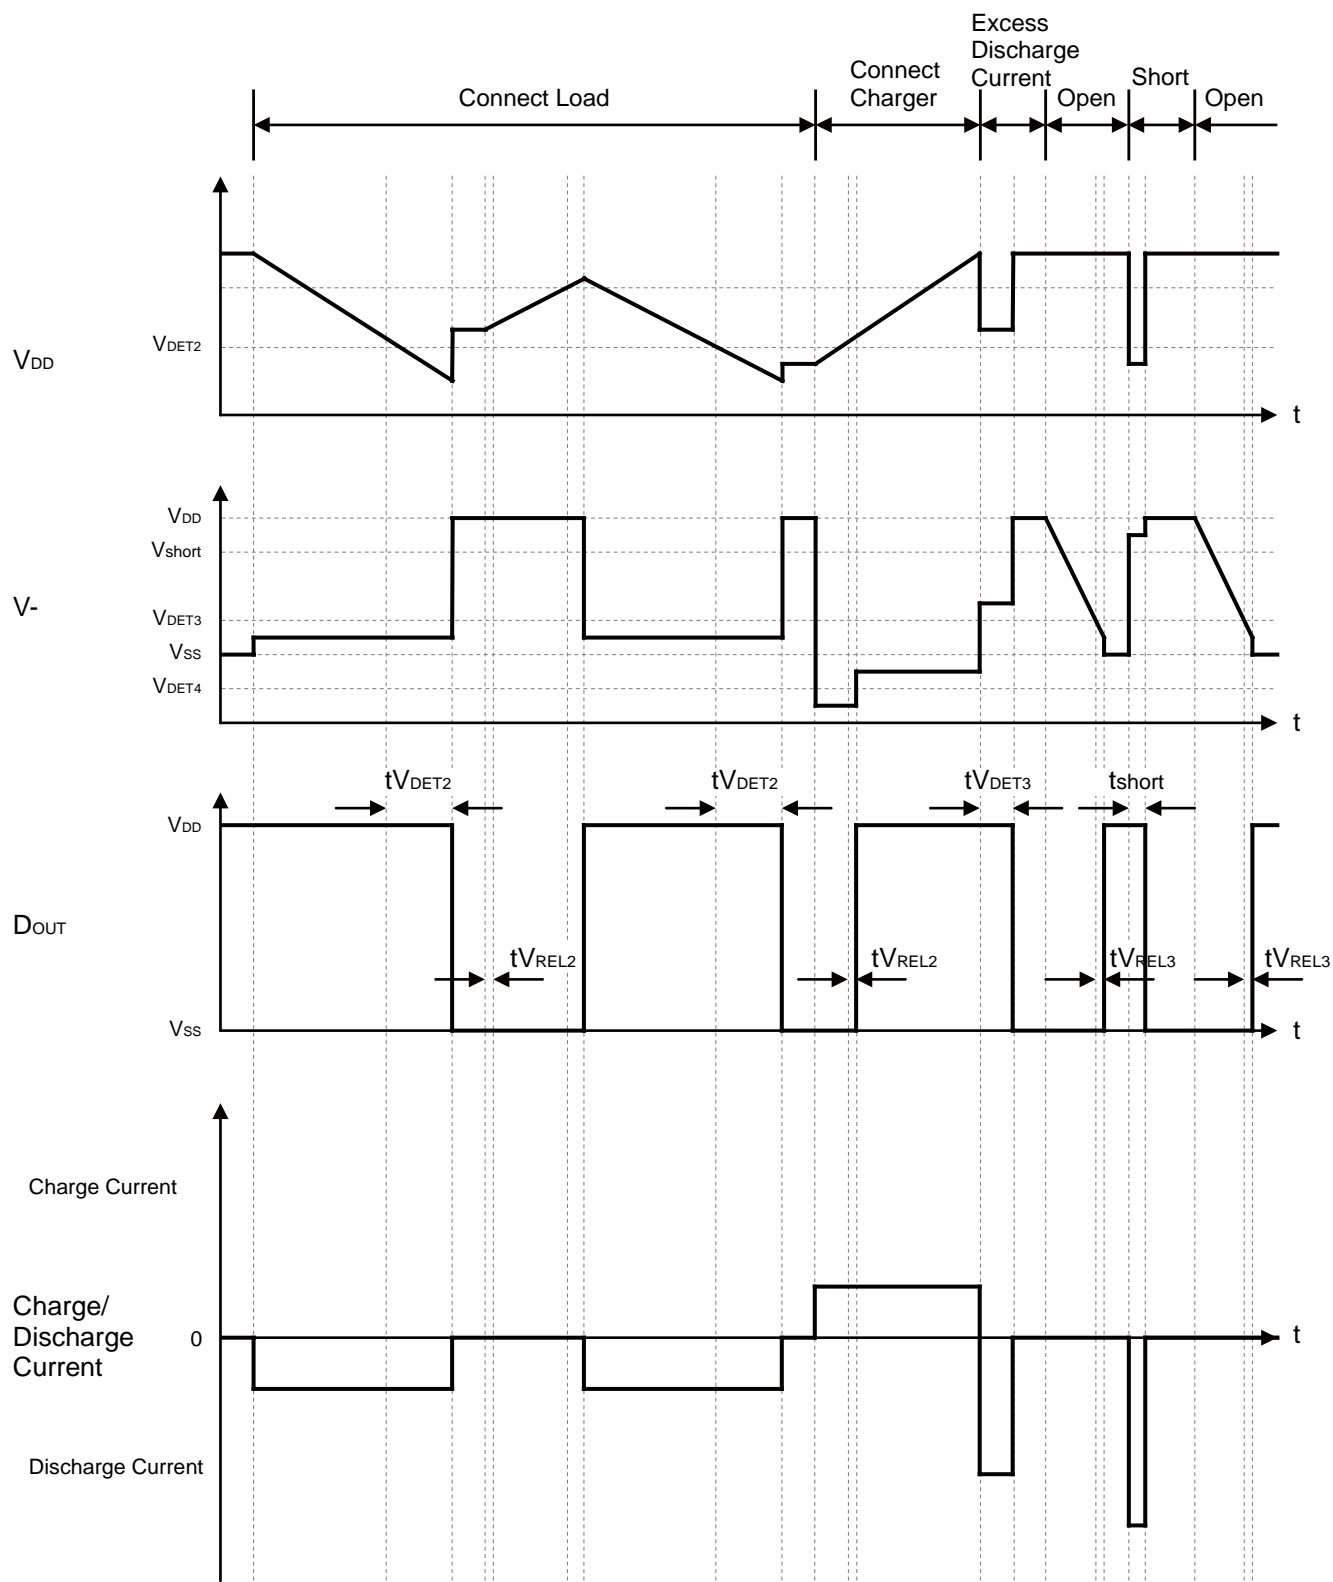 Excess
Discharge
Current
Connect
Charger
Short
Connect Load
Open
Open
VDET2
VDD
t
VDD
Vshort
V-
VDET3
VSS
VDET4
t
tVDET2
tVDET2
tVDET3
tshort
VDD
DOUT
tVREL2
tVREL2
tVREL3
tVREL3
VSS
t
Charge Current
Charge/
Discharge
Current
0
t
Discharge Current